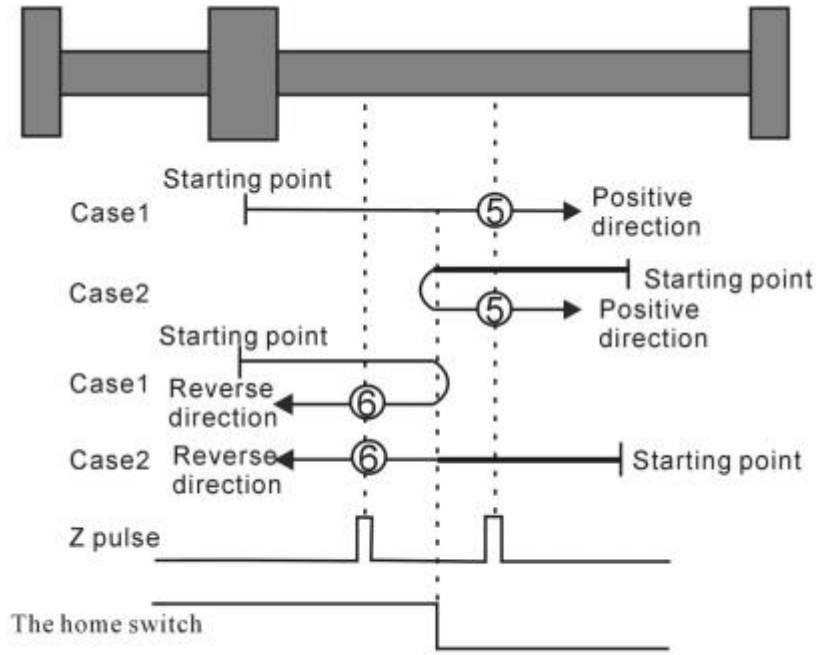 Starting point
Case1
⑤
Positive
direction
Starting point
Case2
⑤
Positive
direction
Starting point
Case1
Reverse
direction
⑥
Case2
Reverse
direction
⑥
Starting point
Z pulse
The home switch